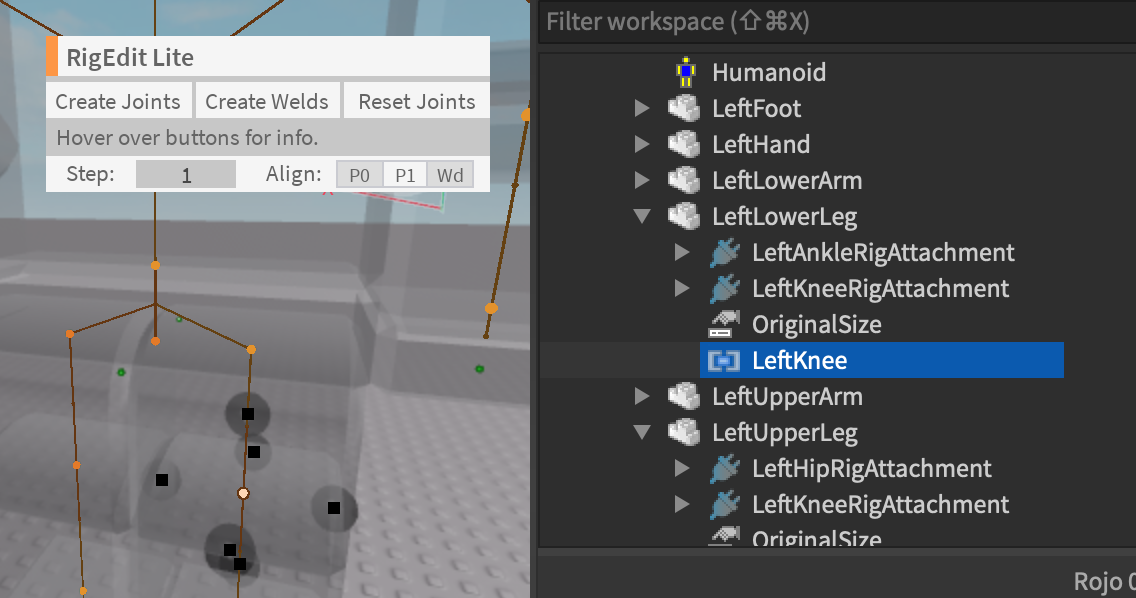 RigEdit Lite
Create Joints Create Welds Reset Joints
Hover over buttons for info.
Step: 1 Align: P0 P1 Wd
Filter workspace (⇧⌘X)
Humanoid
LeftFoot
LeftHand
LeftLowerArm
LeftLowerLeg
LeftAnkleRigAttachment
LeftKneeRigAttachment
OriginalSize
LeftKnee
LeftUpperArm
LeftUpperLeg
LeftHipRigAttachment
LeftKneeRigAttachment
OriginalSize
Rojo